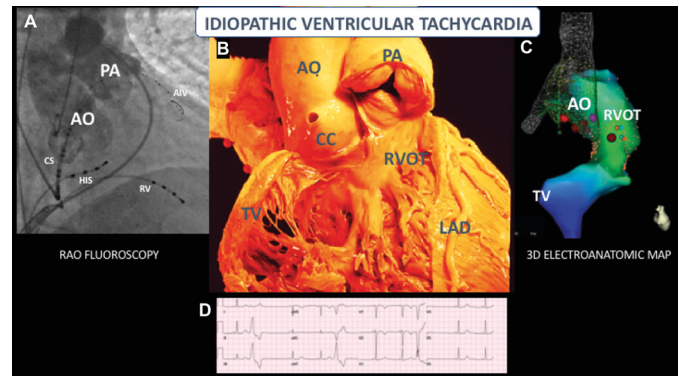 IDIOPATHIC VENTRICULAR TACHYCARDIA
A
PA
AIV
AO
CS
HIS
RV
RAO FLUOROSCOPY
B
AO
PA
CC
RVOT
TV
LAD
C
AO
RVOT
TV
3D ELECTROANATOMIC MAP
D